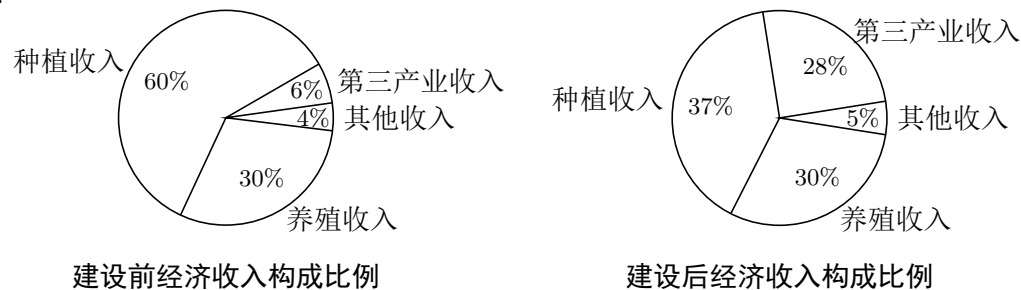 种植收入
60%
6%
第三产业收入
4%
其他收入
30%
养殖收入
建设前经济收入构成比例
第三产业收入
28%
种植收入
37%
5%
其他收入
30%
养殖收入
建设后经济收入构成比例